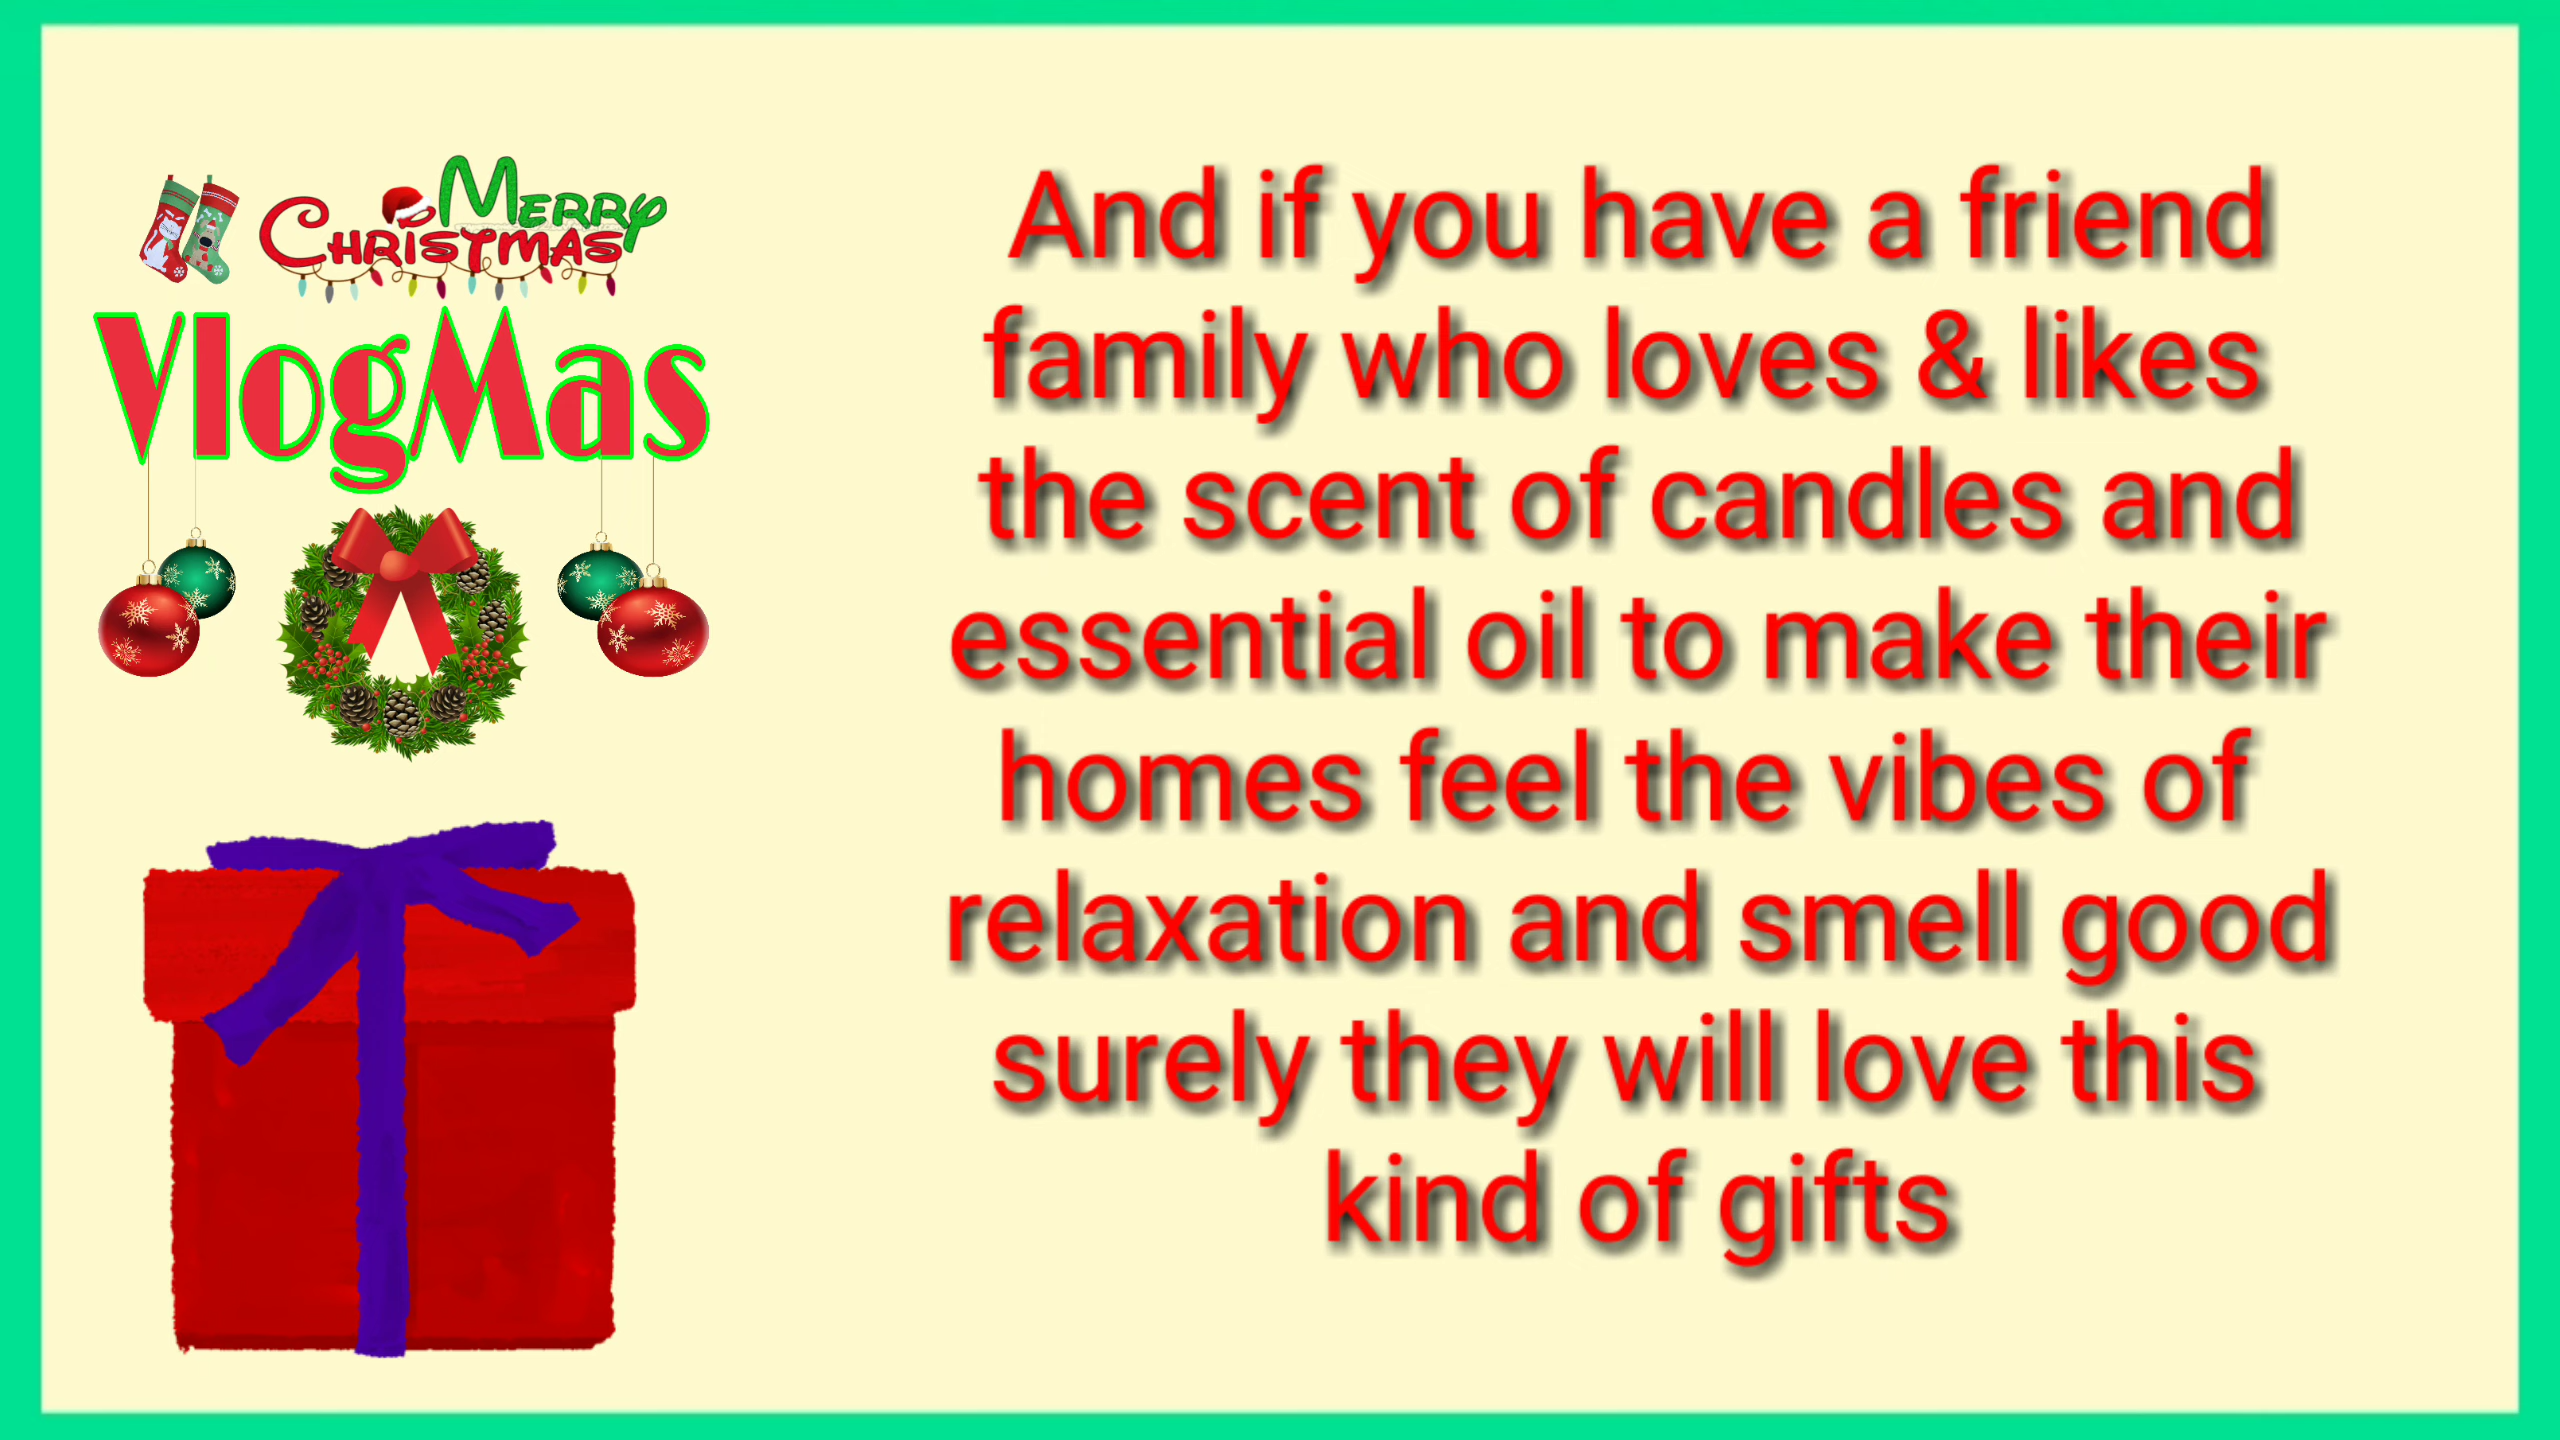 Merry
Christmas
VlogMas
And if you have a friend
family who loves & likes
the scent of candles and
essential oil to make their
homes feel the vibes of
relaxation and smell good
surely they will love this
kind of gifts